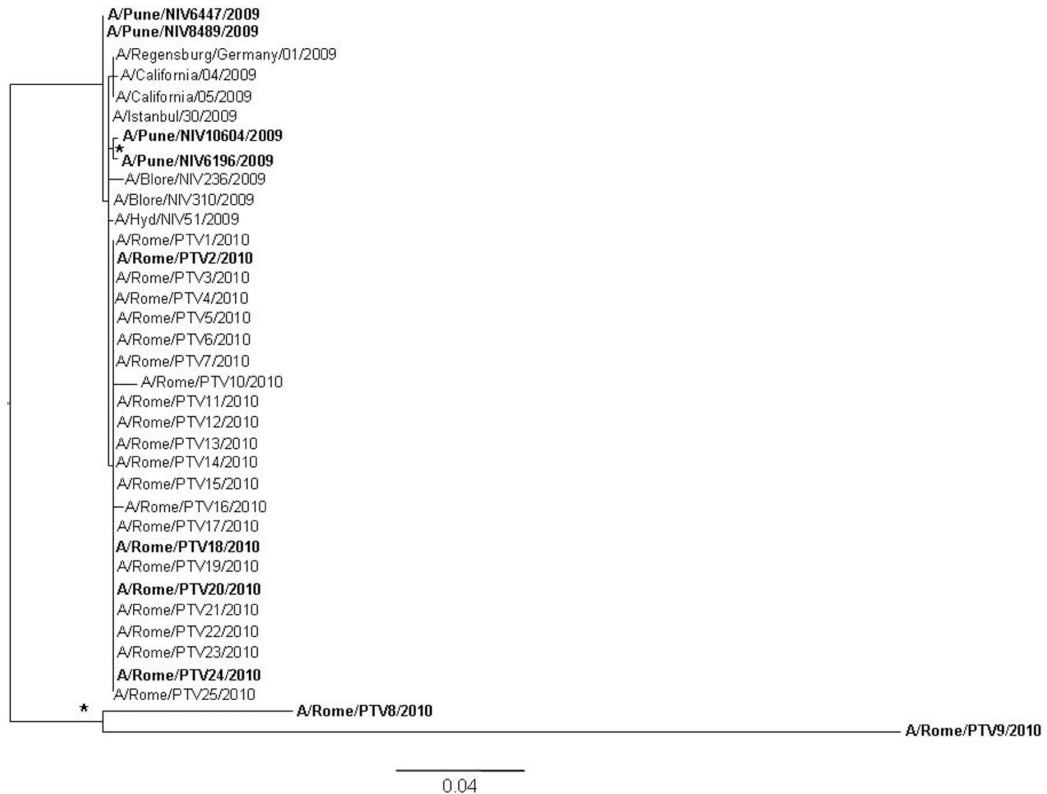 A/Pune/NIV6447/2009
A/Pune/NIV8489/2009
A/Regensburg/Germany/01/2009
A/California/04/2009
A/California/05/2009
A/Istanbul/30/2009
A/Pune/NIV10604/2009
*
A/Pune/NIV6196/2009
A/Blore/NIV236/2009
A/Blore/NIV310/2009
A/Hyd/NIV51/2009
A/Rome/PTV1/2010
A/Rome/PTV2/2010
A/Rome/PTV3/2010
A/Rome/PTV4/2010
A/Rome/PTV5/2010
A/Rome/PTV6/2010
A/Rome/PTV7/2010
A/Rome/PTV10/2010
A/Rome/PTV11/2010
A/Rome/PTV12/2010
A/Rome/PTV13/2010
A/Rome/PTV14/2010
A/Rome/PTV15/2010
A/Rome/PTV16/2010
A/Rome/PTV17/2010
A/Rome/PTV18/2010
A/Rome/PTV19/2010
A/Rome/PTV20/2010
A/Rome/PTV21/2010
A/Rome/PTV22/2010
A/Rome/PTV23/2010
A/Rome/PTV24/2010
A/Rome/PTV25/2010
*
A/Rome/PTV8/2010
A/Rome/PTV9/2010
0.04